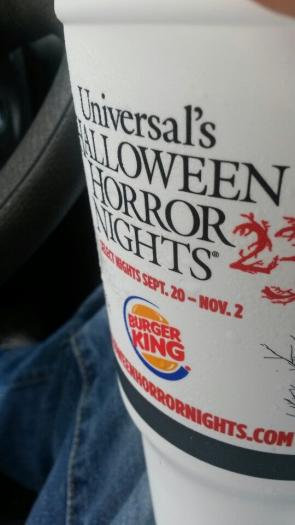 Universal's
HALLOWEEN
HORROR
NIGHTS®
SELECT NIGHTS SEPT. 20 – NOV. 2
BURGER
KING
HORRORNIGHTS.COM